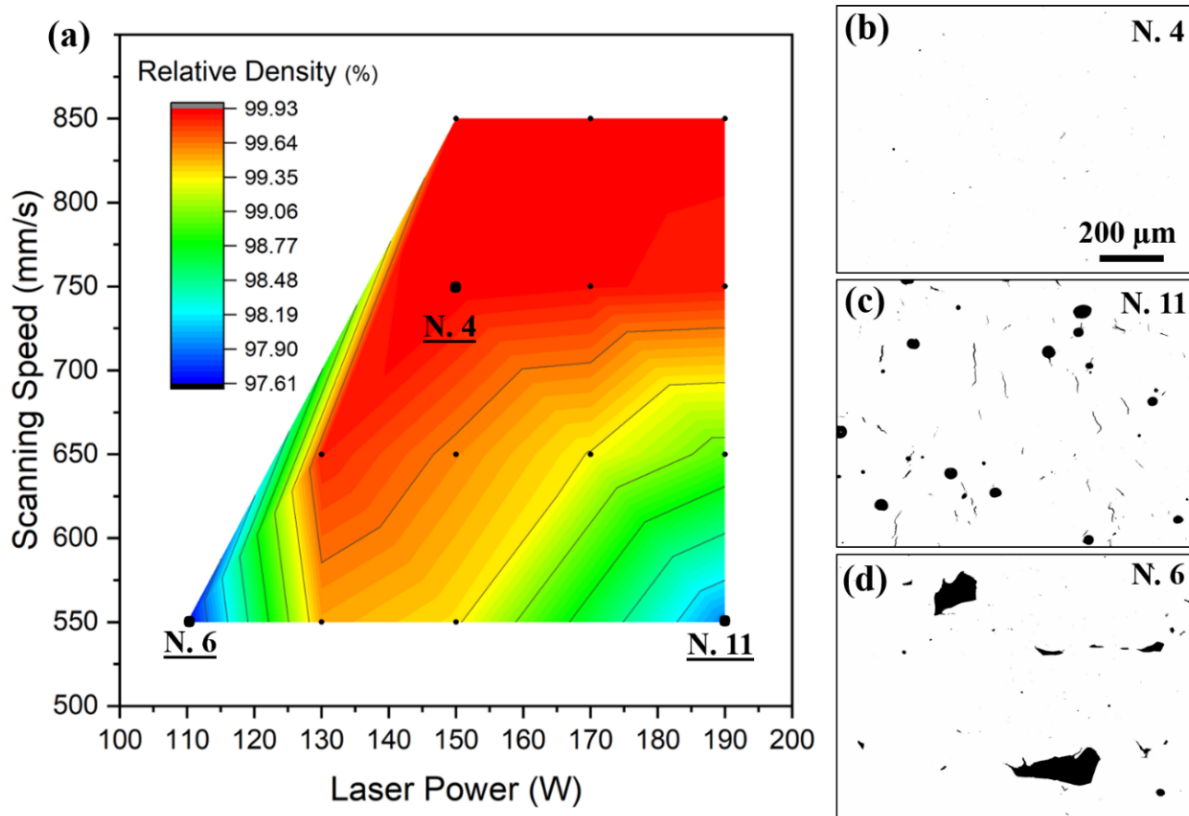 (a)
Relative Density (%)
99.93
99.64
99.35
99.06
98.77
98.48
98.19
97.90
97.61
Scanning Speed (mm/s)
850
800
750
700
650
600
550
500
N. 4
N. 6
N. 11
100 110 120 130 140 150 160 170 180 190 200
Laser Power (W)
(b) N. 4
200 µm
(c) N. 11
(d) N. 6